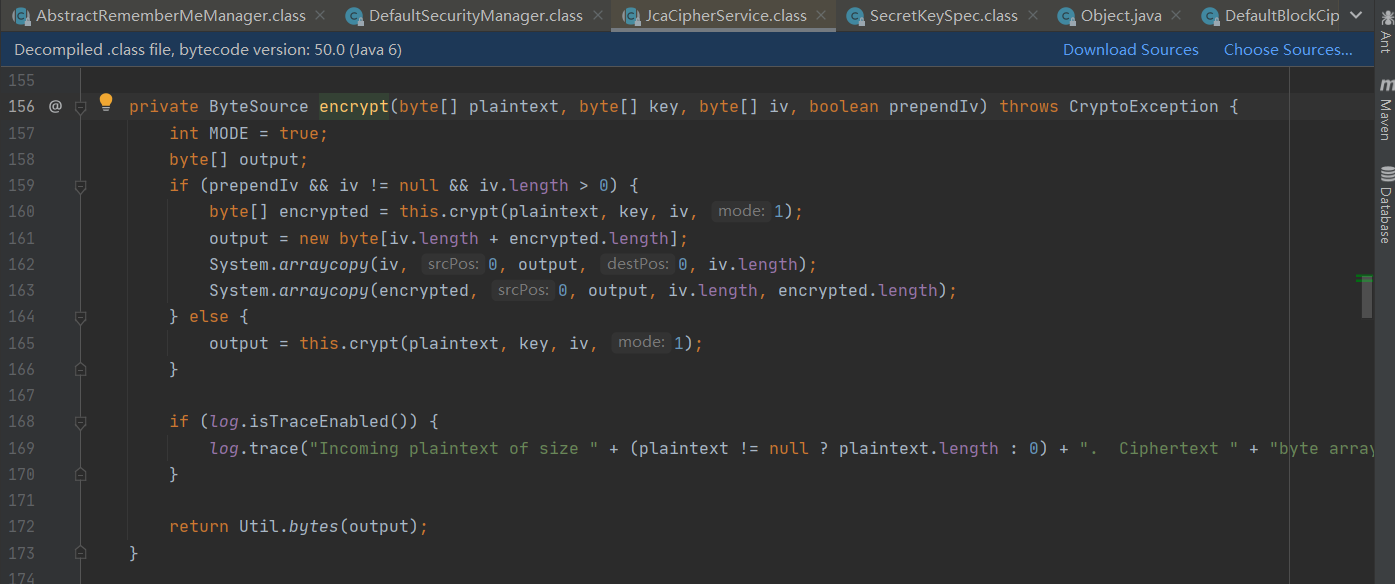 AbstractRememberMeManager.class DefaultSecurityManager.class JcaCipherService.class SecretKeySpec.class Object.java DefaultBlockCip
Decompiled .class file, bytecode version: 50.0 (Java 6) Download Sources Choose Sources...
155
156 @ private ByteSource encrypt(byte[] plaintext, byte[] key, byte[] iv, boolean prependIv) throws CryptoException {
157 int MODE = true;
158 byte[] output;
159 if (prependIv && iv != null && iv.length > 0) {
160 byte[] encrypted = this.crypt(plaintext, key, iv, mode: 1);
161 output = new byte[iv.length + encrypted.length];
162 System.arraycopy(iv, srcPos: 0, output, destPos: 0, iv.length);
163 System.arraycopy(encrypted, srcPos: 0, output, iv.length, encrypted.length);
164 } else {
165 output = this.crypt(plaintext, key, iv, mode: 1);
166 }
167
168 if (log.isTraceEnabled()) {
169 log.trace("Incoming plaintext of size " + (plaintext != null ? plaintext.length : 0) + ".  Ciphertext " + "byte array
170 }
171
172 return Util.bytes(output);
173 }
174
Ant
m Maven
Database